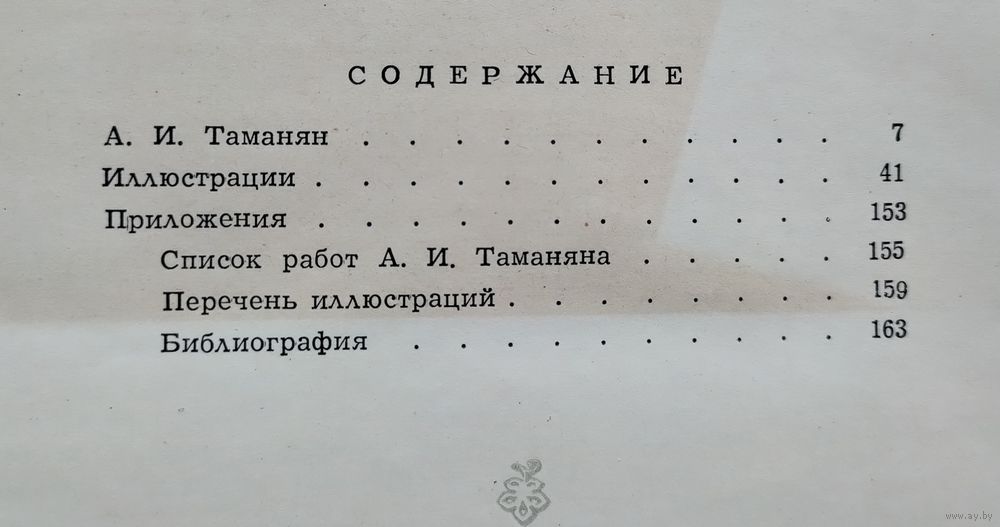 СОДЕРЖАНИЕ
А. И. Таманян . . . . . . . . . . . 7
Иллюстрации . . . . . . . . . . . . 41
Приложения . . . . . . . . . . . . 153
Список работ А. И. Таманяна . . . . . 155
Перечень иллюстраций . . . . . . . . 159
Библиография . . . . . . . . . . 163
www.ay.by